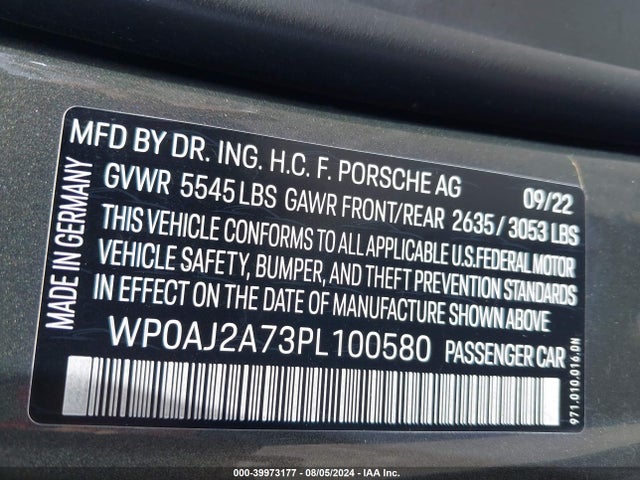 MFD BY DR. ING. H.C. F. PORSCHE AG 09/22
GVWR 5545 LBS GAWR FRONT/REAR 2635 / 3053 LBS
THIS VEHICLE CONFORMS TO ALL APPLICABLE U.S.FEDERAL MOTOR
VEHICLE SAFETY, BUMPER, AND THEFT PREVENTION STANDARDS
IN EFFECT ON THE DATE OF MANUFACTURE SHOWN ABOVE
WP0AJ2A73PL100580 PASSENGER CAR
MADE IN GERMANY
971.010.016.DN
000-39973177 - 08/05/2024 - IAA Inc.